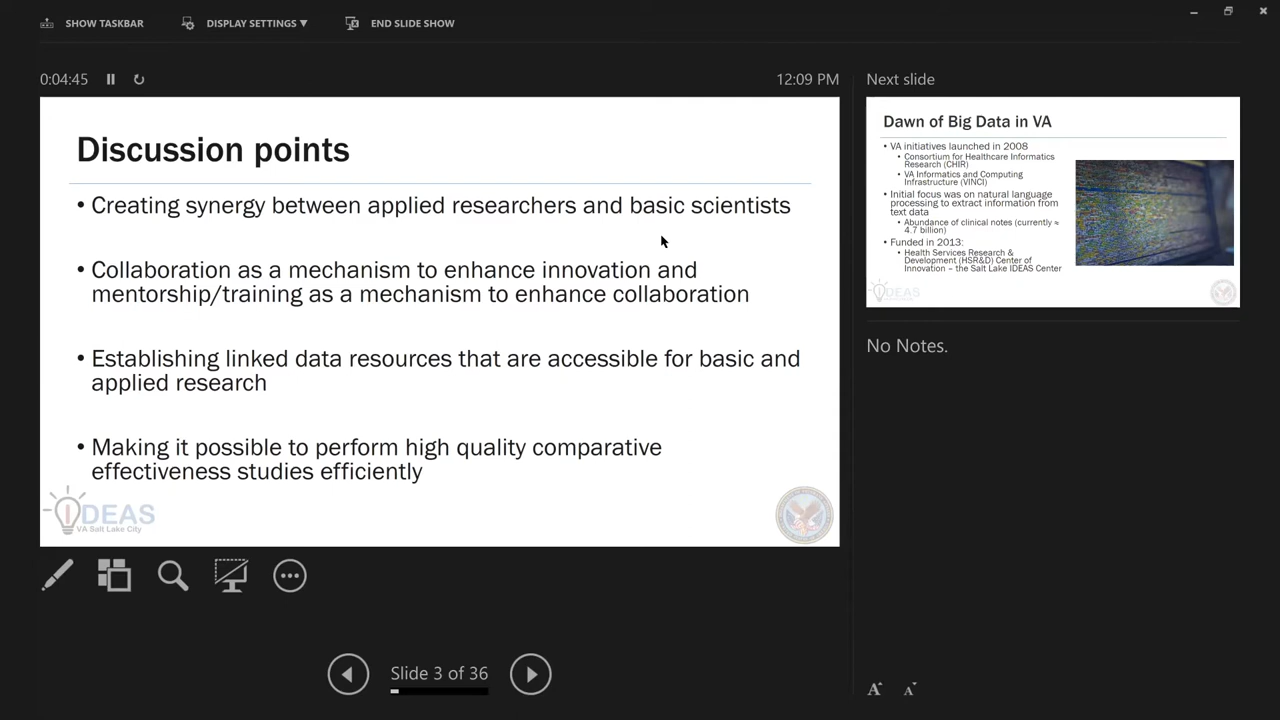 SHOW TASKBAR
DISPLAY SETTINGS ▼
END SLIDE SHOW
0:04:45
12:09 PM
Discussion points
• Creating synergy between applied researchers and basic scientists
• Collaboration as a mechanism to enhance innovation and
mentorship/training as a mechanism to enhance collaboration
• Establishing linked data resources that are accessible for basic and
applied research
• Making it possible to perform high quality comparative
effectiveness studies efficiently
IDEAS
VA Salt Lake City
Slide 3 of 36
Next slide
Dawn of Big Data in VA
• VA initiatives launched in 2008
• Consortium for Healthcare Informatics
Research (CHIR)
• VA Informatics and Computing
Infrastructure (VINCI)
• Initial focus was on natural language
processing to extract information from
text data
• Abundance of clinical notes (currently ≈
4.7 billion)
• Funded in 2013:
• Health Services Research &
Development (HSR&D) Center of
Innovation – the Salt Lake IDEAS Center
IDEAS
No Notes.
A A